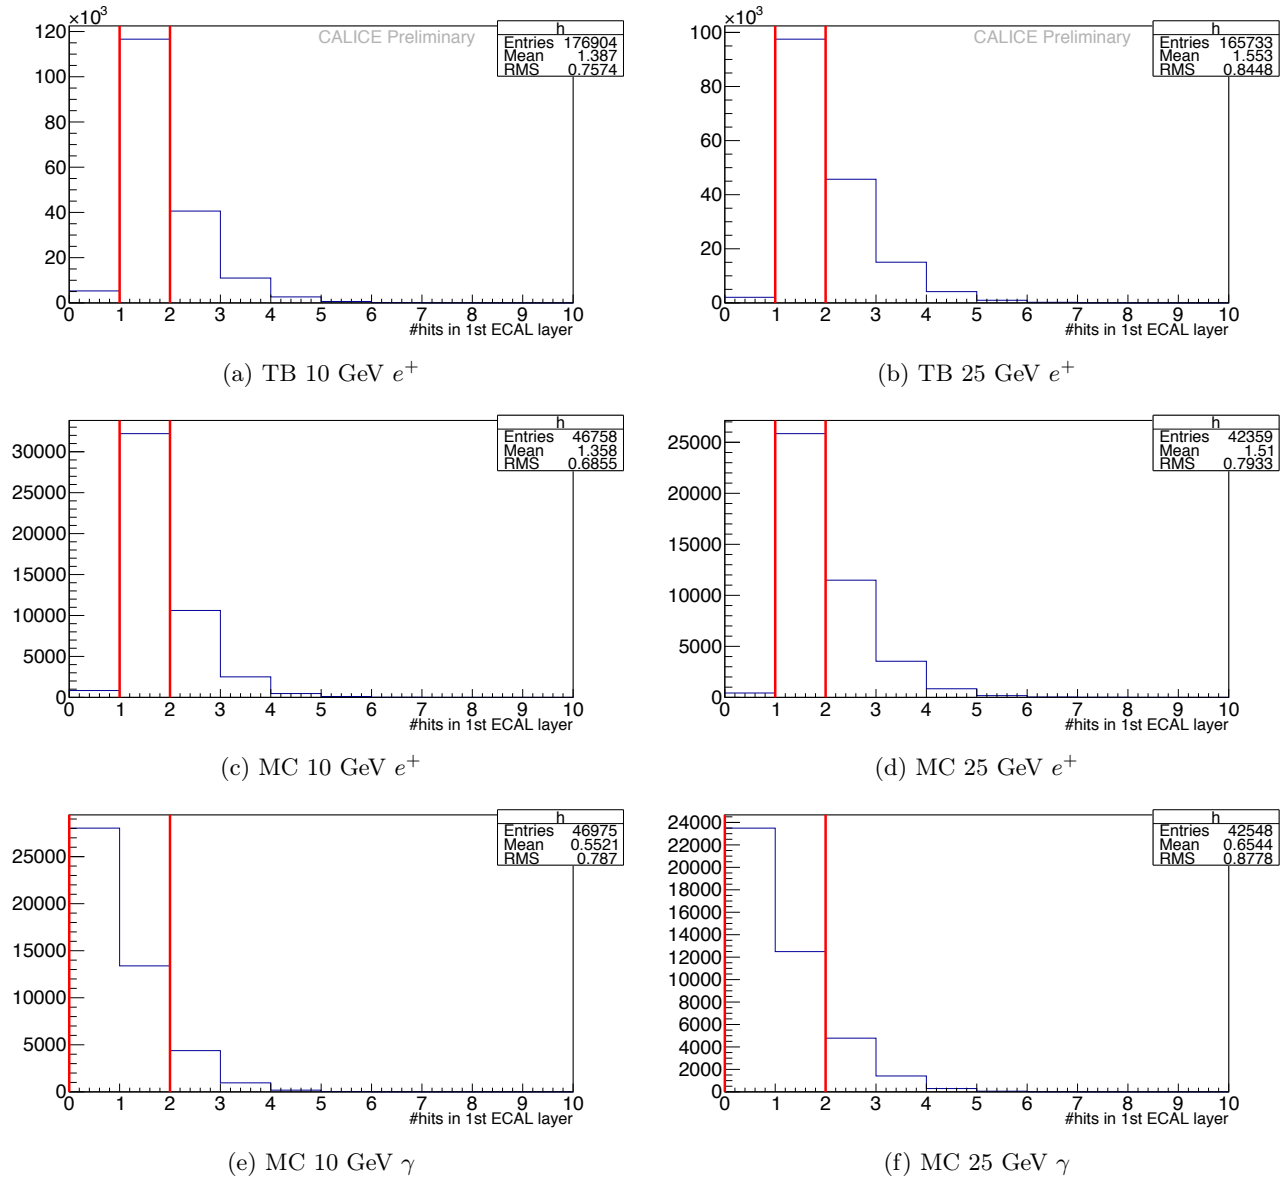 ×10³
CALICE Preliminary
h
Entries 176904
Mean 1.387
RMS 0.7574
120
100
80
60
40
20
0
0 1 2 3 4 5 6 7 8 9 10
#hits in 1st ECAL layer
(a) TB 10 GeV e⁺
×10³
CALICE Preliminary
h
Entries 165733
Mean 1.553
RMS 0.8448
100
80
60
40
20
0
0 1 2 3 4 5 6 7 8 9 10
#hits in 1st ECAL layer
(b) TB 25 GeV e⁺
h
Entries 46758
Mean 1.358
RMS 0.6855
30000
25000
20000
15000
10000
5000
0
0 1 2 3 4 5 6 7 8 9 10
#hits in 1st ECAL layer
(c) MC 10 GeV e⁺
h
Entries 42359
Mean 1.51
RMS 0.7933
25000
20000
15000
10000
5000
0
0 1 2 3 4 5 6 7 8 9 10
#hits in 1st ECAL layer
(d) MC 25 GeV e⁺
h
Entries 46975
Mean 0.5521
RMS 0.787
25000
20000
15000
10000
5000
0
0 1 2 3 4 5 6 7 8 9 10
#hits in 1st ECAL layer
(e) MC 10 GeV γ
h
Entries 42548
Mean 0.6544
RMS 0.8778
24000
22000
20000
18000
16000
14000
12000
10000
8000
6000
4000
2000
0
0 1 2 3 4 5 6 7 8 9 10
#hits in 1st ECAL layer
(f) MC 25 GeV γ